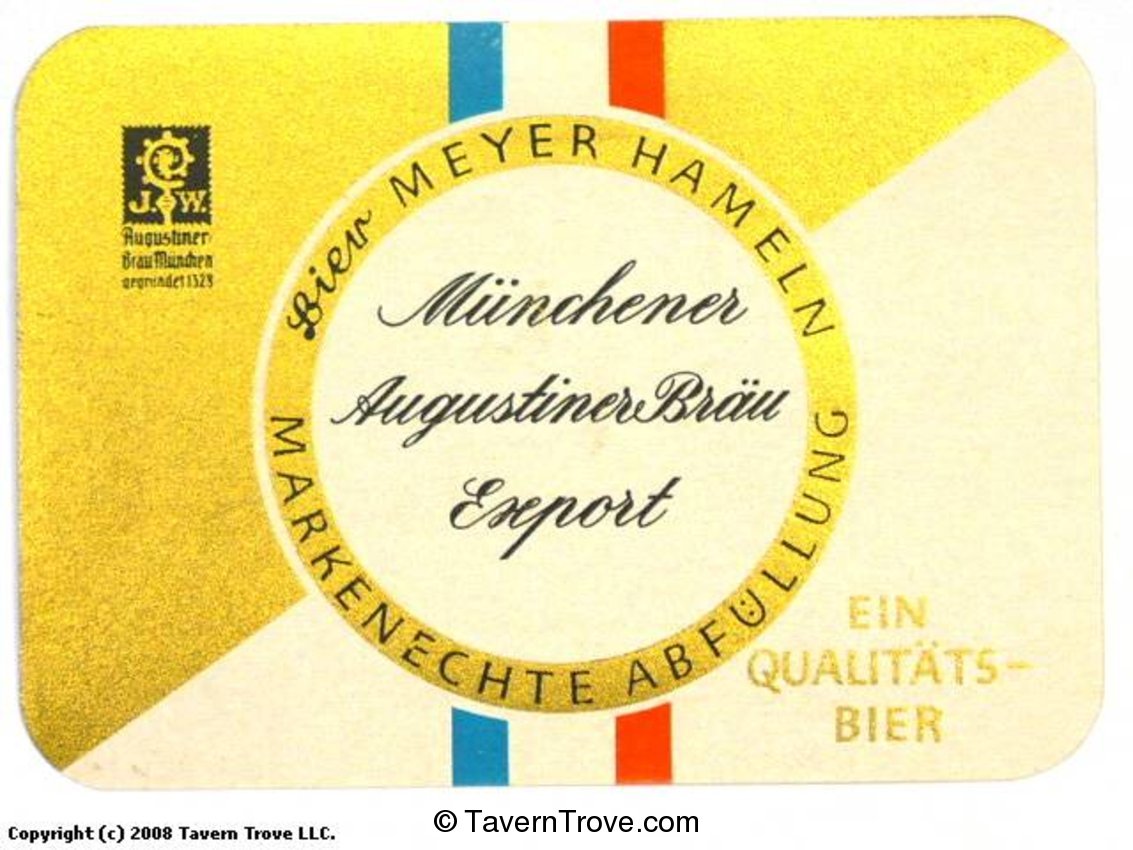 J. W.
Augustiner
Bräu München
gegründet 1328
Bier MEYER HAMELN
Münchener
Augustiner Bräu
Export
MARKENECHTE ABFÜLLUNG
EIN
QUALITÄTS-
BIER
© TavernTrove.com
Copyright (c) 2008 Tavern Trove LLC.